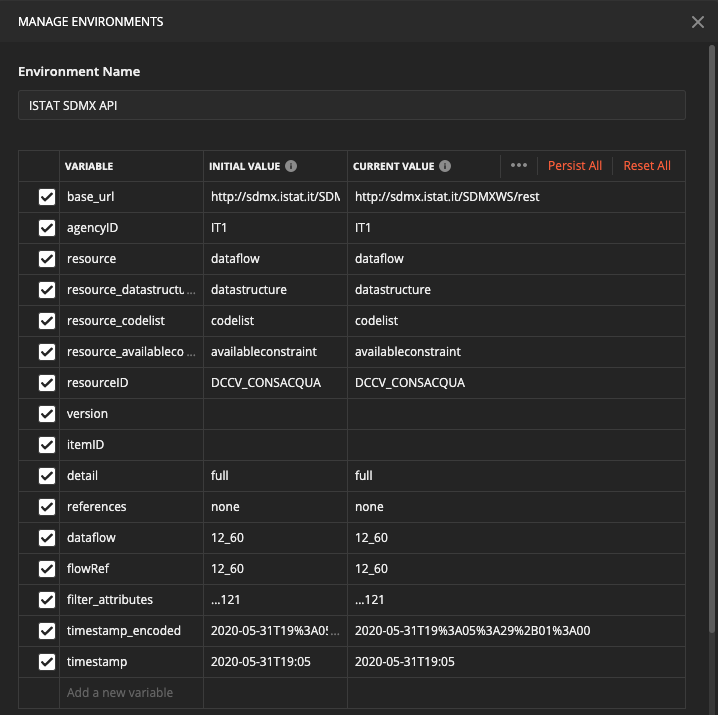 MANAGE ENVIRONMENTS
Environment Name
ISTAT SDMX API
VARIABLE INITIAL VALUE CURRENT VALUE ••• Persist All Reset All
base_url http://sdmx.istat.it/SDM http://sdmx.istat.it/SDMXWS/rest
agencyID IT1 IT1
resource dataflow dataflow
resource_datastructu... datastructure datastructure
resource_codelist codelist codelist
resource_availableco... availableconstraint availableconstraint
resourceID DCCV_CONSACQUA DCCV_CONSACQUA
version
itemID
detail full full
references none none
dataflow 12_60 12_60
flowRef 12_60 12_60
filter_attributes ...121 ...121
timestamp_encoded 2020-05-31T19%3A05... 2020-05-31T19%3A05%3A29%2B01%3A00
timestamp 2020-05-31T19:05 2020-05-31T19:05
Add a new variable